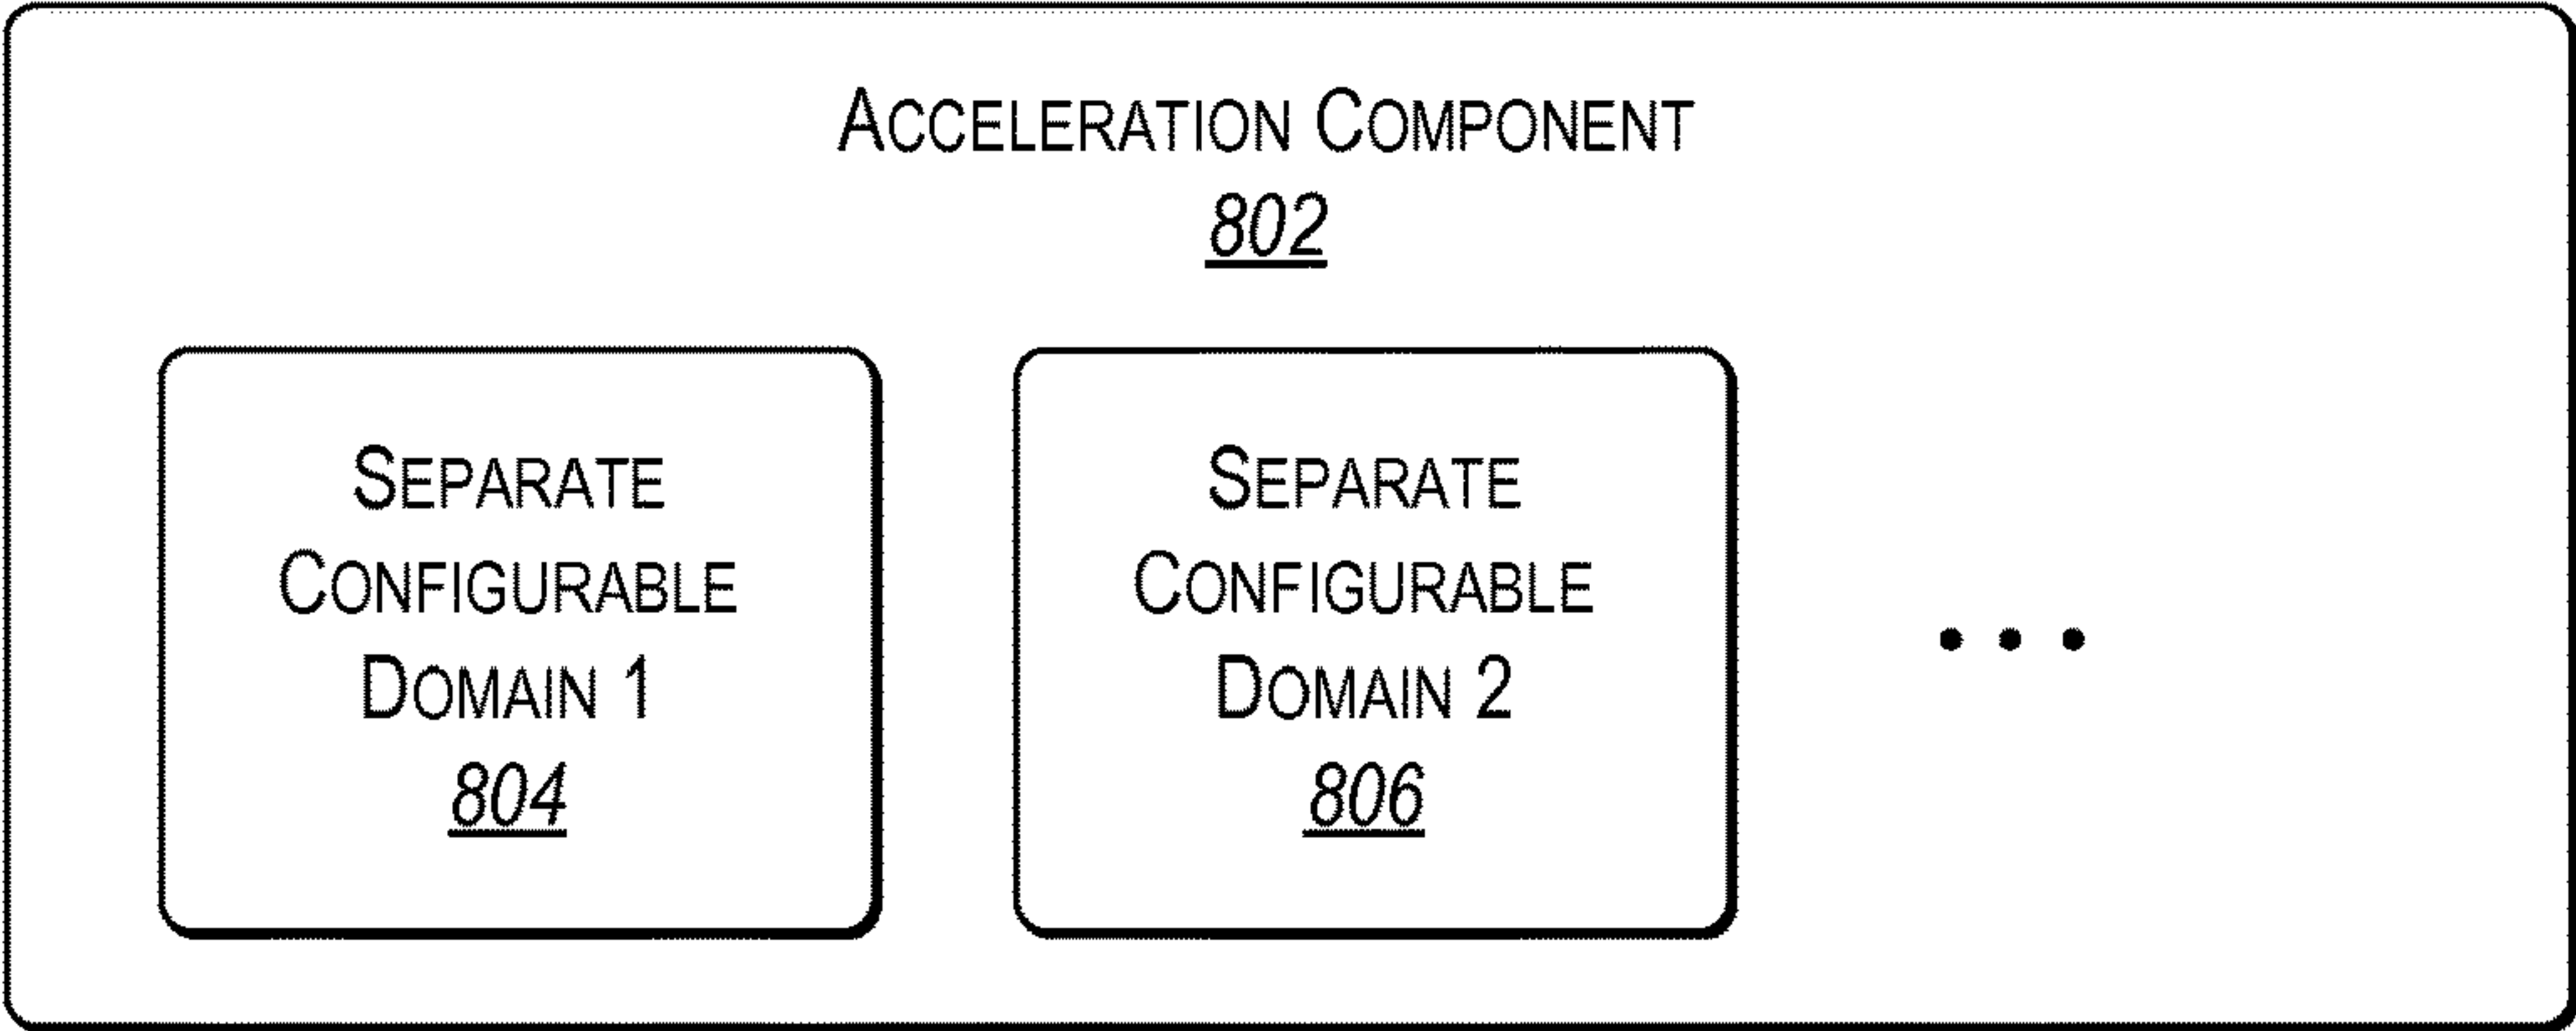 ACCELERATION COMPONENT
802
SEPARATE
CONFIGURABLE
DOMAIN 1
804
SEPARATE
CONFIGURABLE
DOMAIN 2
806
• • •